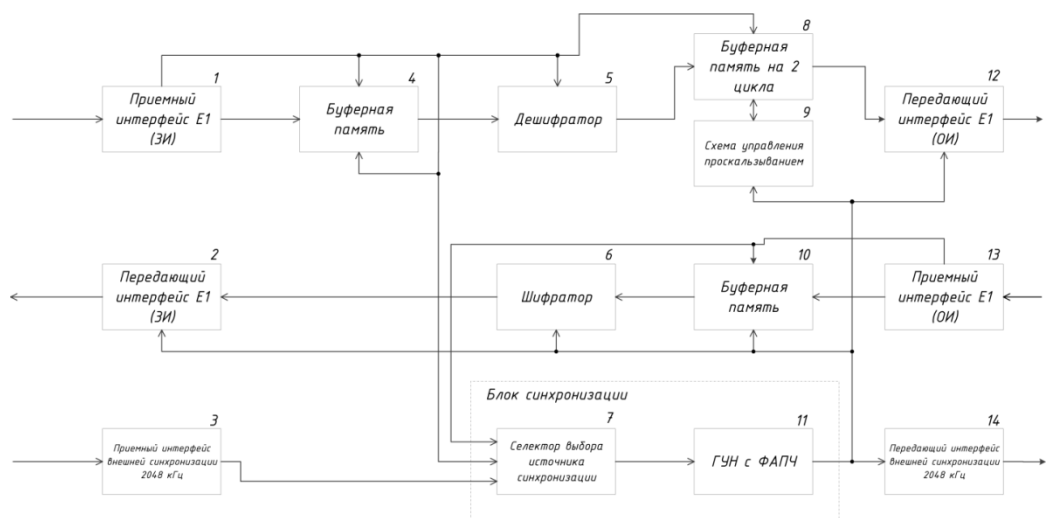 1
Приемный
интерфейс Е1
(ЗИ)
4
Буферная
память
5
Дешифратор
8
Буферная
память на 2
цикла
9
Схема управления
проскальзыванием
12
Передающий
интерфейс Е1
(ОИ)
2
Передающий
интерфейс Е1
(ЗИ)
6
Шифратор
10
Буферная
память
13
Приемный
интерфейс Е1
(ОИ)
Блок синхронизации
3
Приемный интерфейс
внешней синхронизации
2048 кГц
7
Селектор выбора
источника
синхронизации
11
ГУН с ФАПЧ
14
Передающий интерфейс
внешней синхронизации
2048 кГц